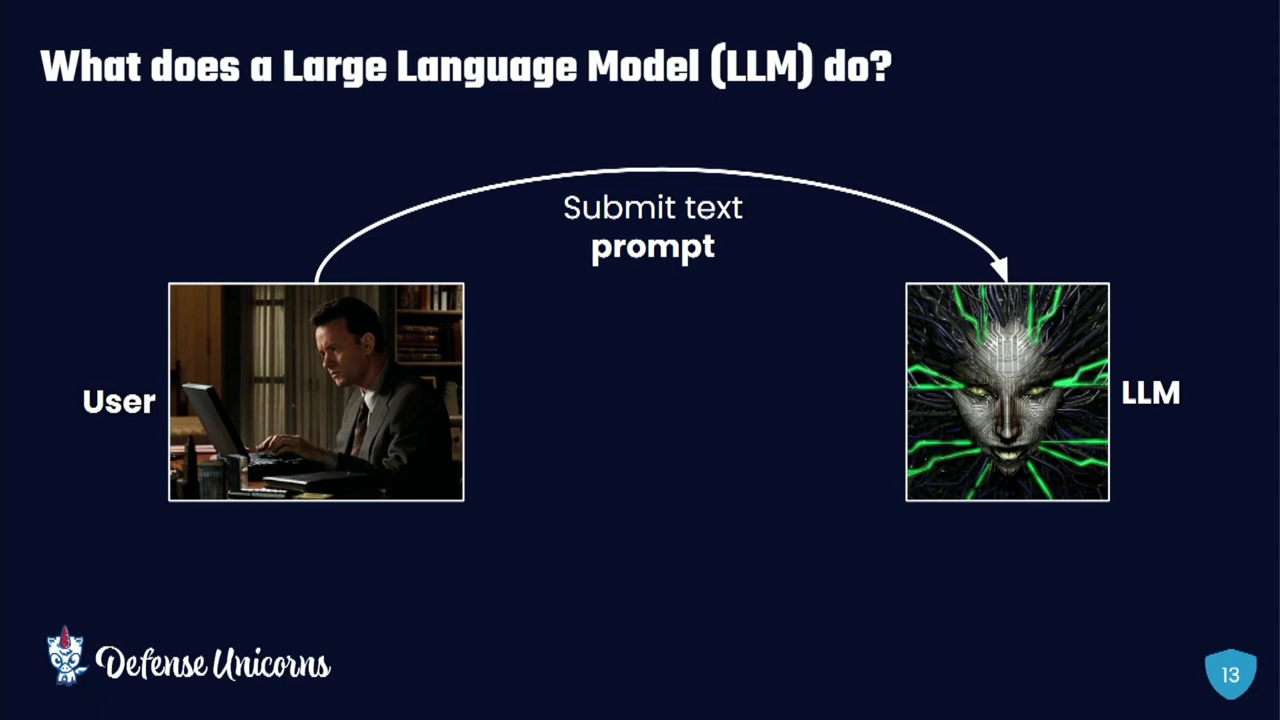 What does a Large Language Model (LLM) do?
Submit text
prompt
User
LLM
Defense Unicorns
13